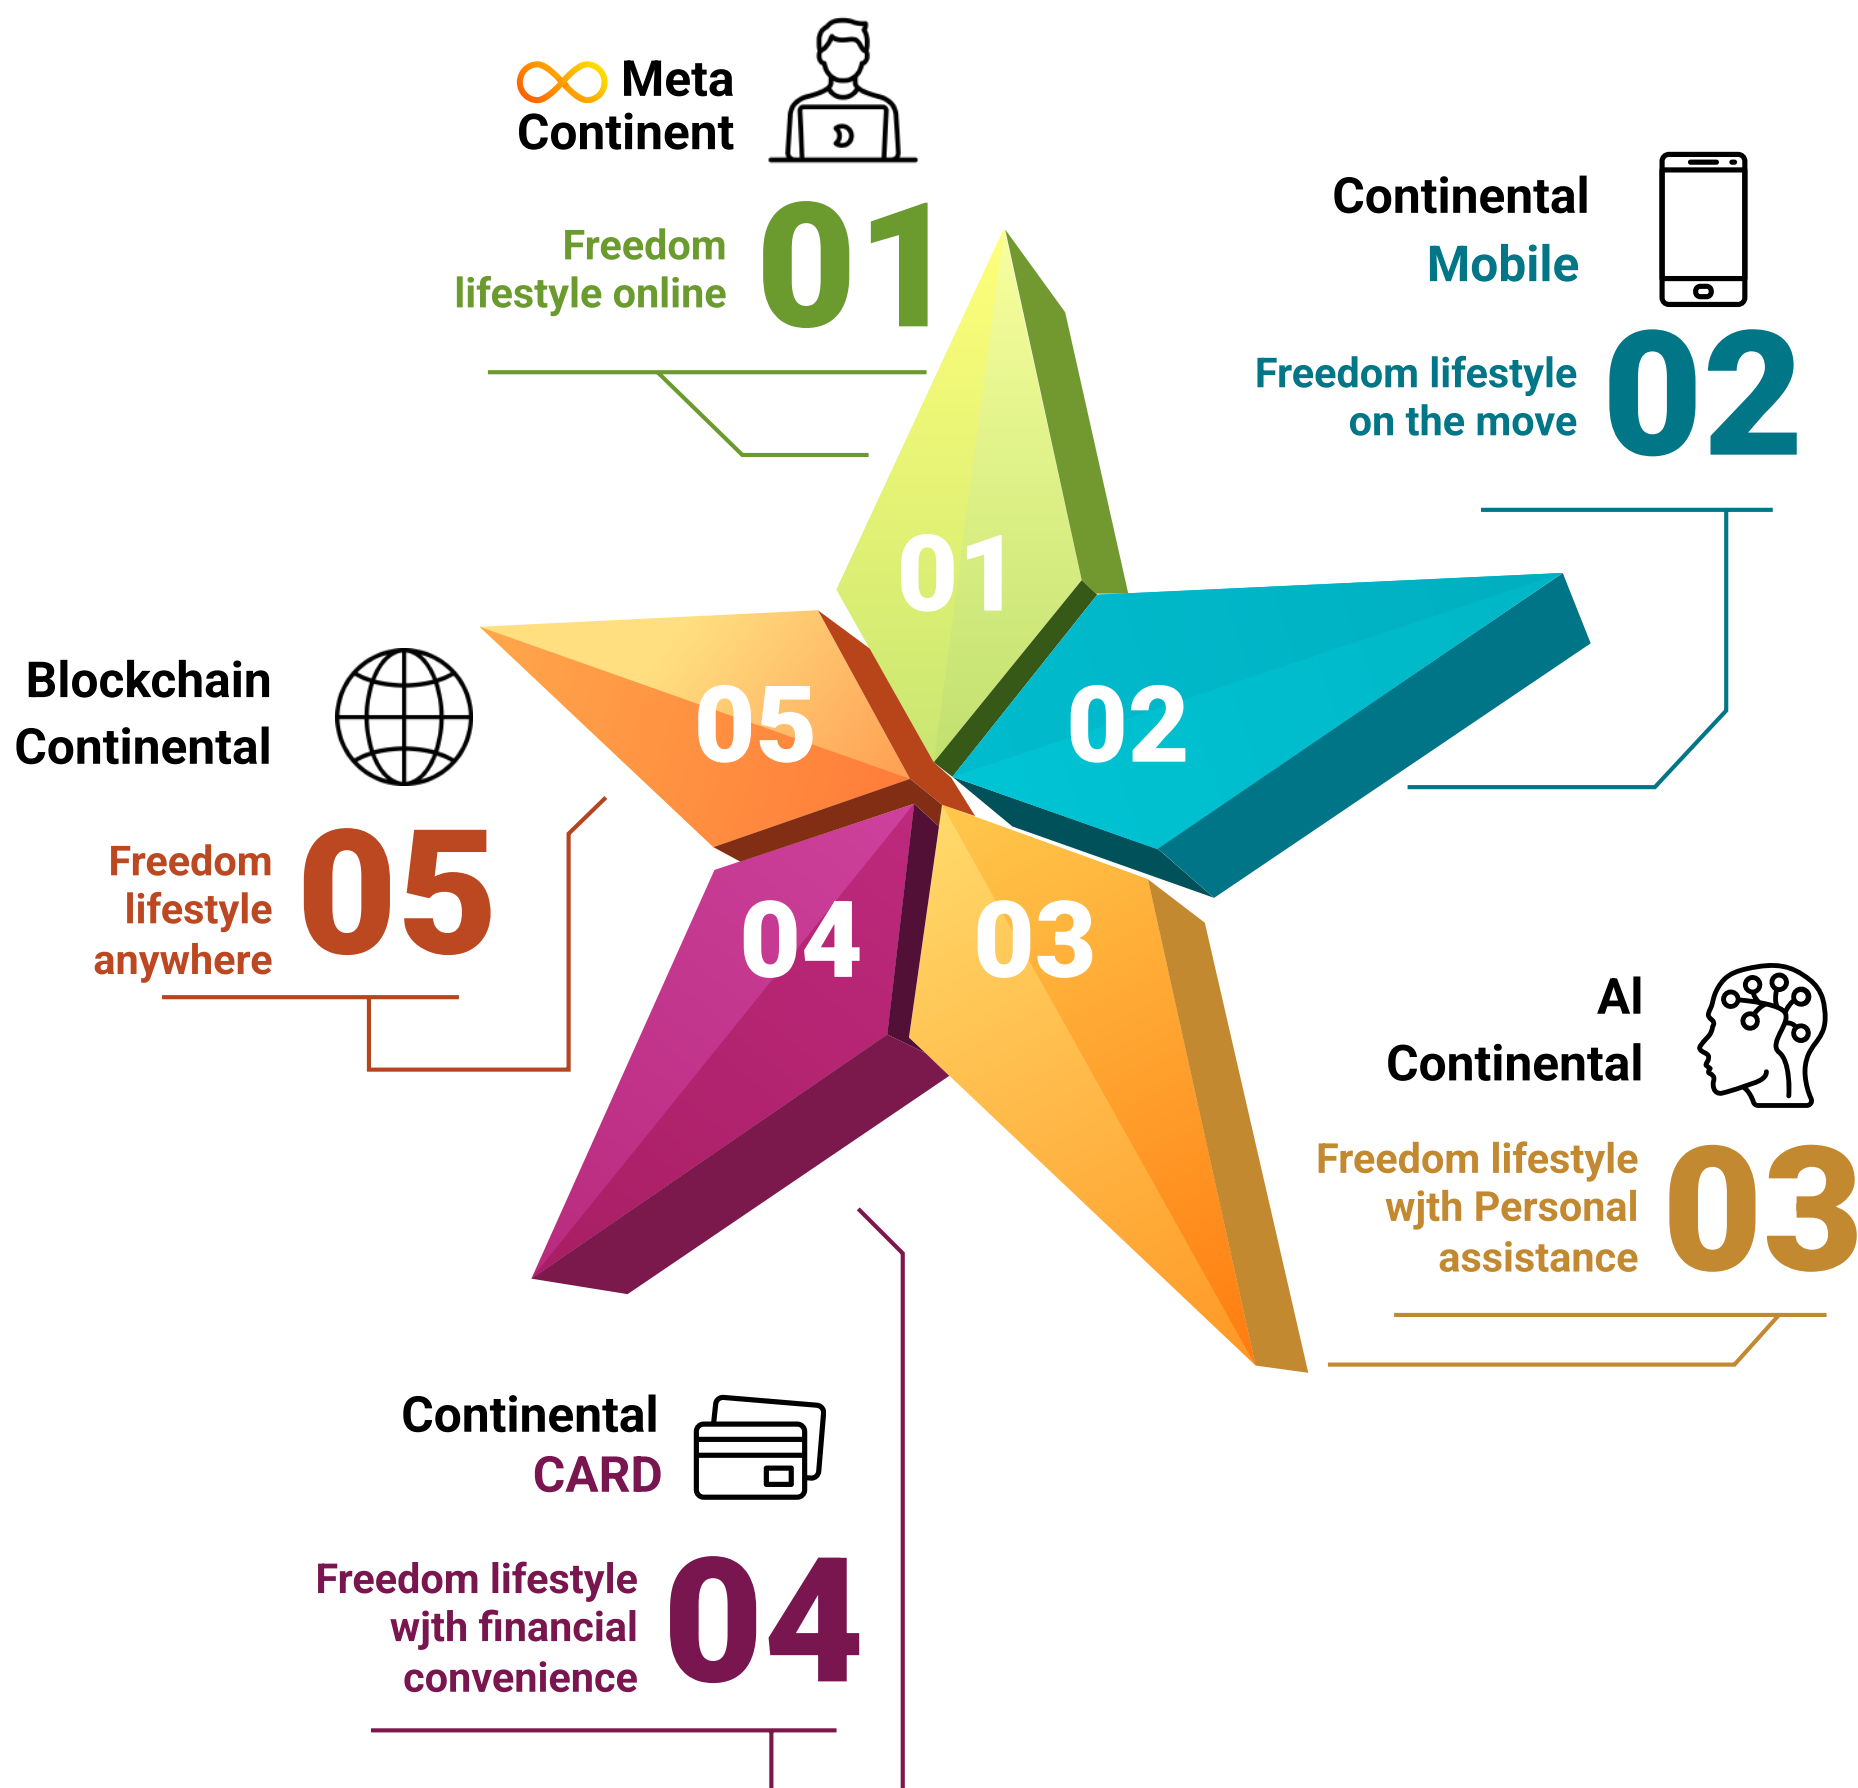 Meta
Continent
Freedom
lifestyle online
01
Continental
Mobile
Freedom lifestyle
on the move
02
01
02
03
04
05
Blockchain
Continental
Freedom
lifestyle
anywhere
05
AI
Continental
Freedom lifestyle
wjth Personal
assistance
03
Continental
CARD
Freedom lifestyle
wjth financial
convenience
04